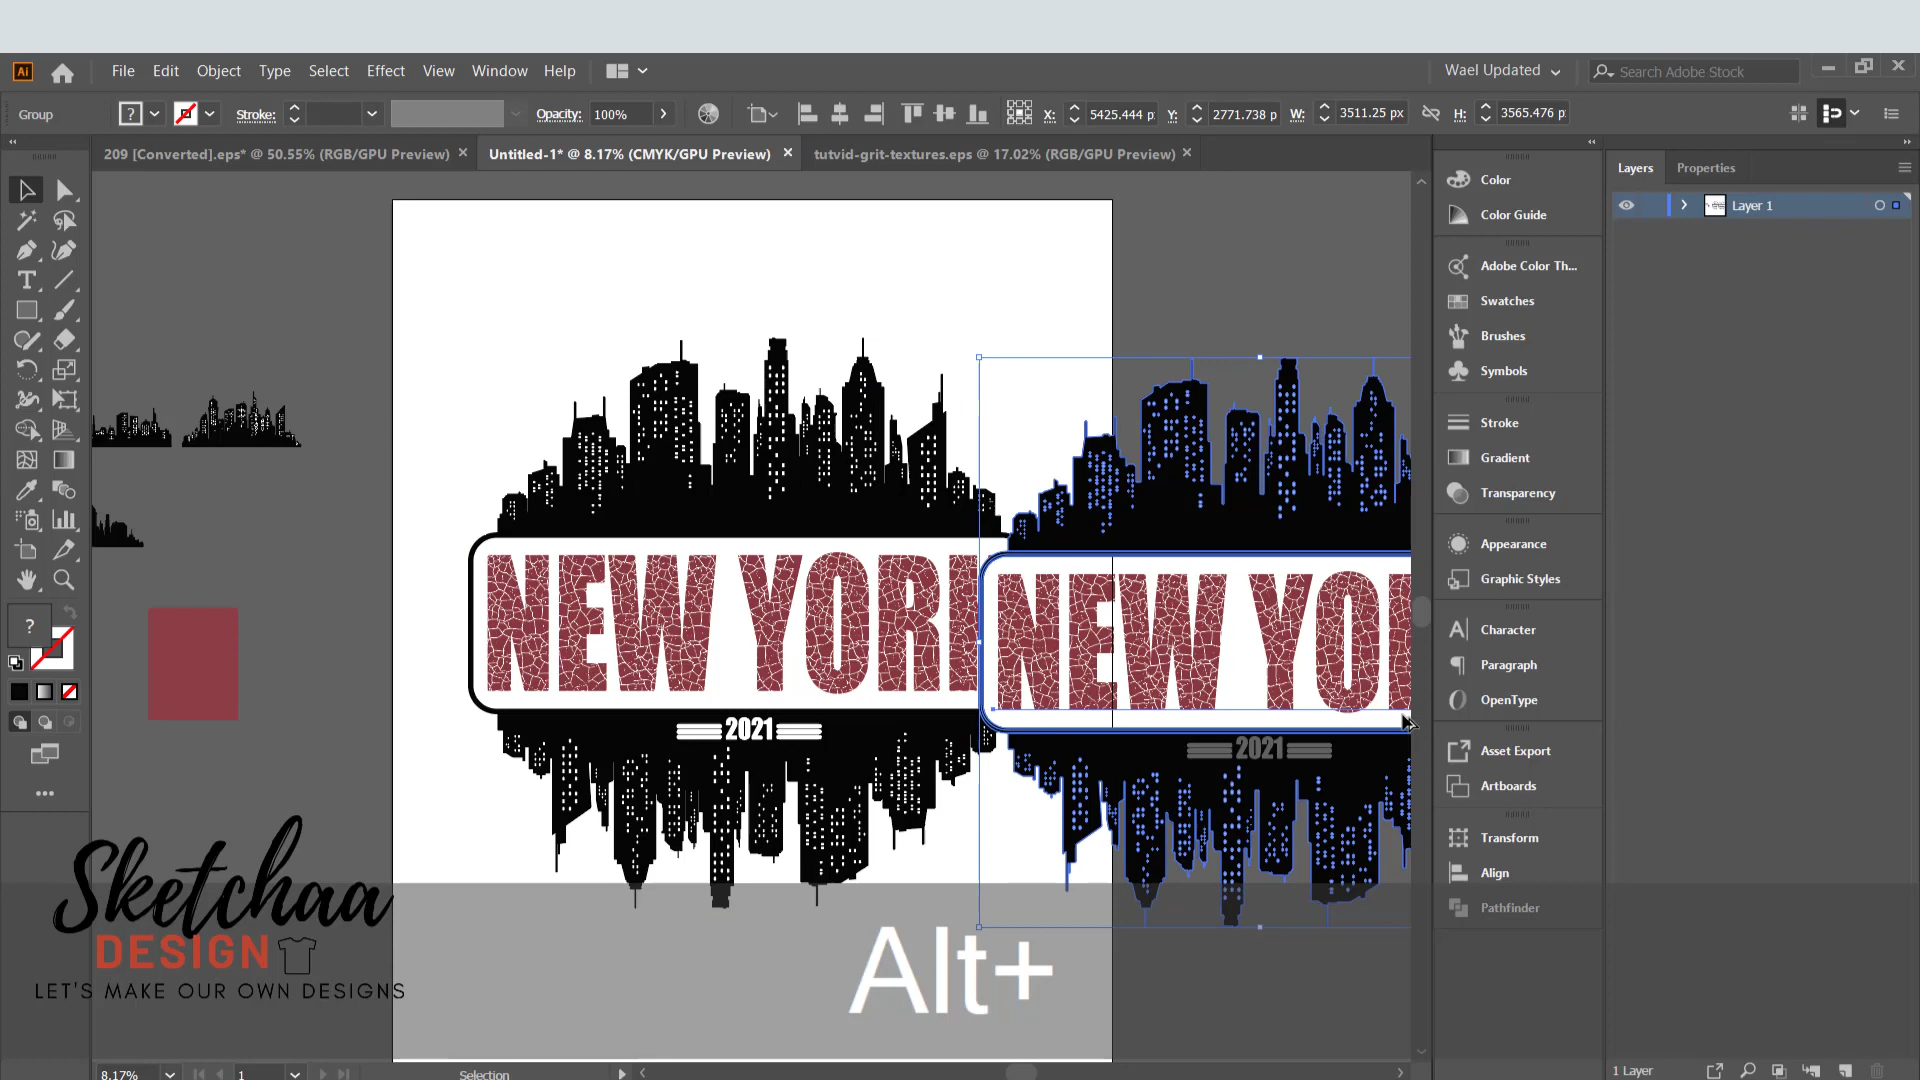 Ai File Edit Object Type Select Effect View Window Help Wael Updated Search Adobe Stock
Group ? Stroke: Opacity: 100% X: 5425.444 p Y: 2771.738 p W: 3511.25 px H: 3565.476 p
209 [Converted].eps* @ 50.55% (RGB/GPU Preview) Untitled-1* @ 8.17% (CMYK/GPU Preview) tutvid-grit-textures.eps @ 17.02% (RGB/GPU Preview)
Layers Properties
Layer 1
Color
Color Guide
Adobe Color Th...
Swatches
Brushes
Symbols
Stroke
Gradient
Transparency
Appearance
Graphic Styles
Character
Paragraph
OpenType
Asset Export
Artboards
Transform
Align
Pathfinder
?
NEW YORK
2021
NEW YOR
2021
Sketchaa
DESIGN
LET'S MAKE OUR OWN DESIGNS
Alt+
8.17% 1 Selection 1 Layer